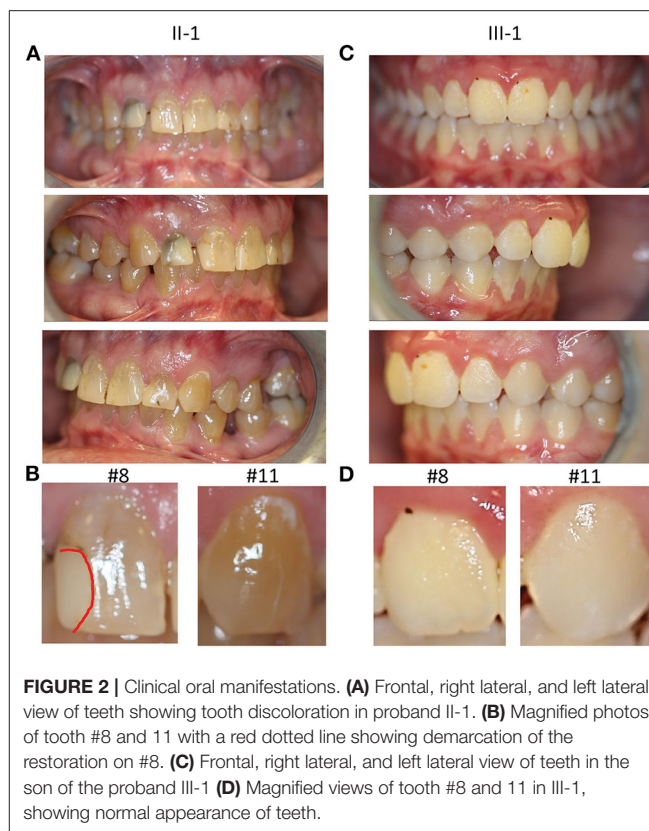 II-1
III-1
A
C
B
#8
#11
D
#8
#11
FIGURE 2 | Clinical oral manifestations. (A) Frontal, right lateral, and left lateral
view of teeth showing tooth discoloration in proband II-1. (B) Magnified photos
of tooth #8 and 11 with a red dotted line showing demarcation of the
restoration on #8. (C) Frontal, right lateral, and left lateral view of teeth in the
son of the proband III-1 (D) Magnified views of tooth #8 and 11 in III-1,
showing normal appearance of teeth.